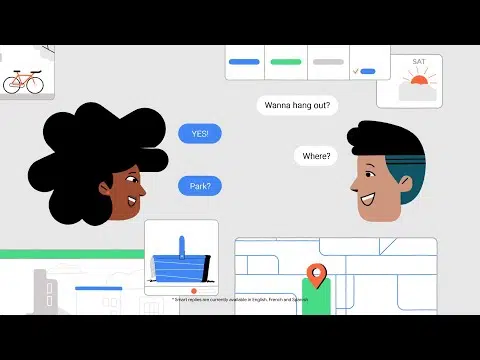 SAT
Wanna hang out?
YES!
Where?
Park?
* Smart replies are currently available in English, French and Spanish